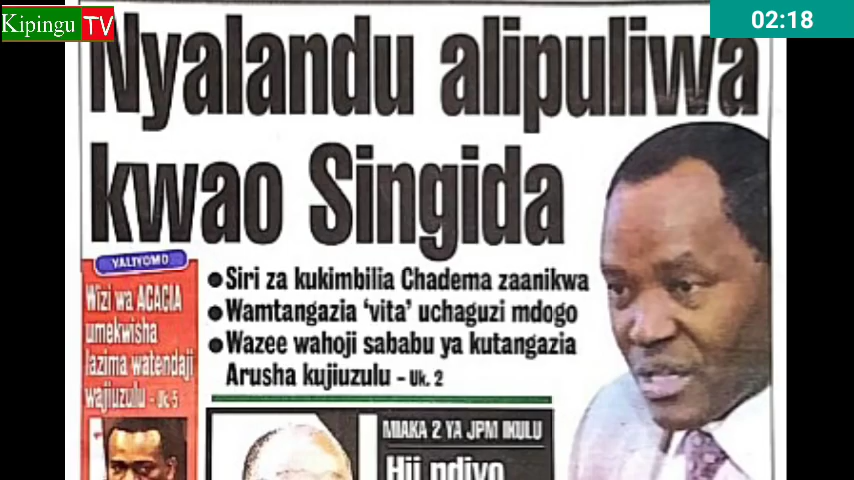 Kipingu TV
02:18
Nyalandu alipuliwa
kwao Singida
YALIYOMO
Wizi wa ACACIA
umekwisha
lazima watendaji
wajiuzulu - Uk. 5
Siri za kukimbilia Chadema zaanikwa
Wamtangazia ‘vita’ uchaguzi mdogo
Wazee wahoji sababu ya kutangazia
Arusha kujiuzulu - Uk. 2
MIAKA 2 YA JPM IKULU
Hii ndiyo